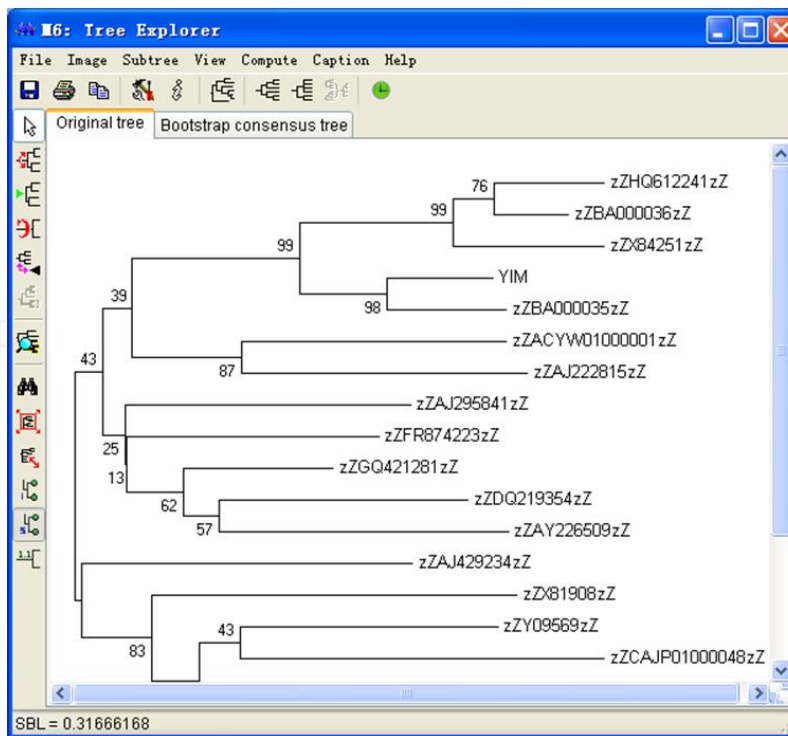 M6: Tree Explorer
File Image Subtree View Compute Caption Help
Original tree Bootstrap consensus tree
76 zZHQ612241zZ
99 zZBA000036zZ
99 zZX84251zZ
YIM
39 98 zZBA000035zZ
zZACYW01000001zZ
43 87 zZAJ222815zZ
zZAJ295841zZ
25 zZFR874223zZ
13 zZGQ421281zZ
62 zZDQ219354zZ
57 zZAY226509zZ
zZAJ429234zZ
zZX81908zZ
43 zZY09569zZ
83 zZCAJP01000048zZ
SBL = 0.31666168